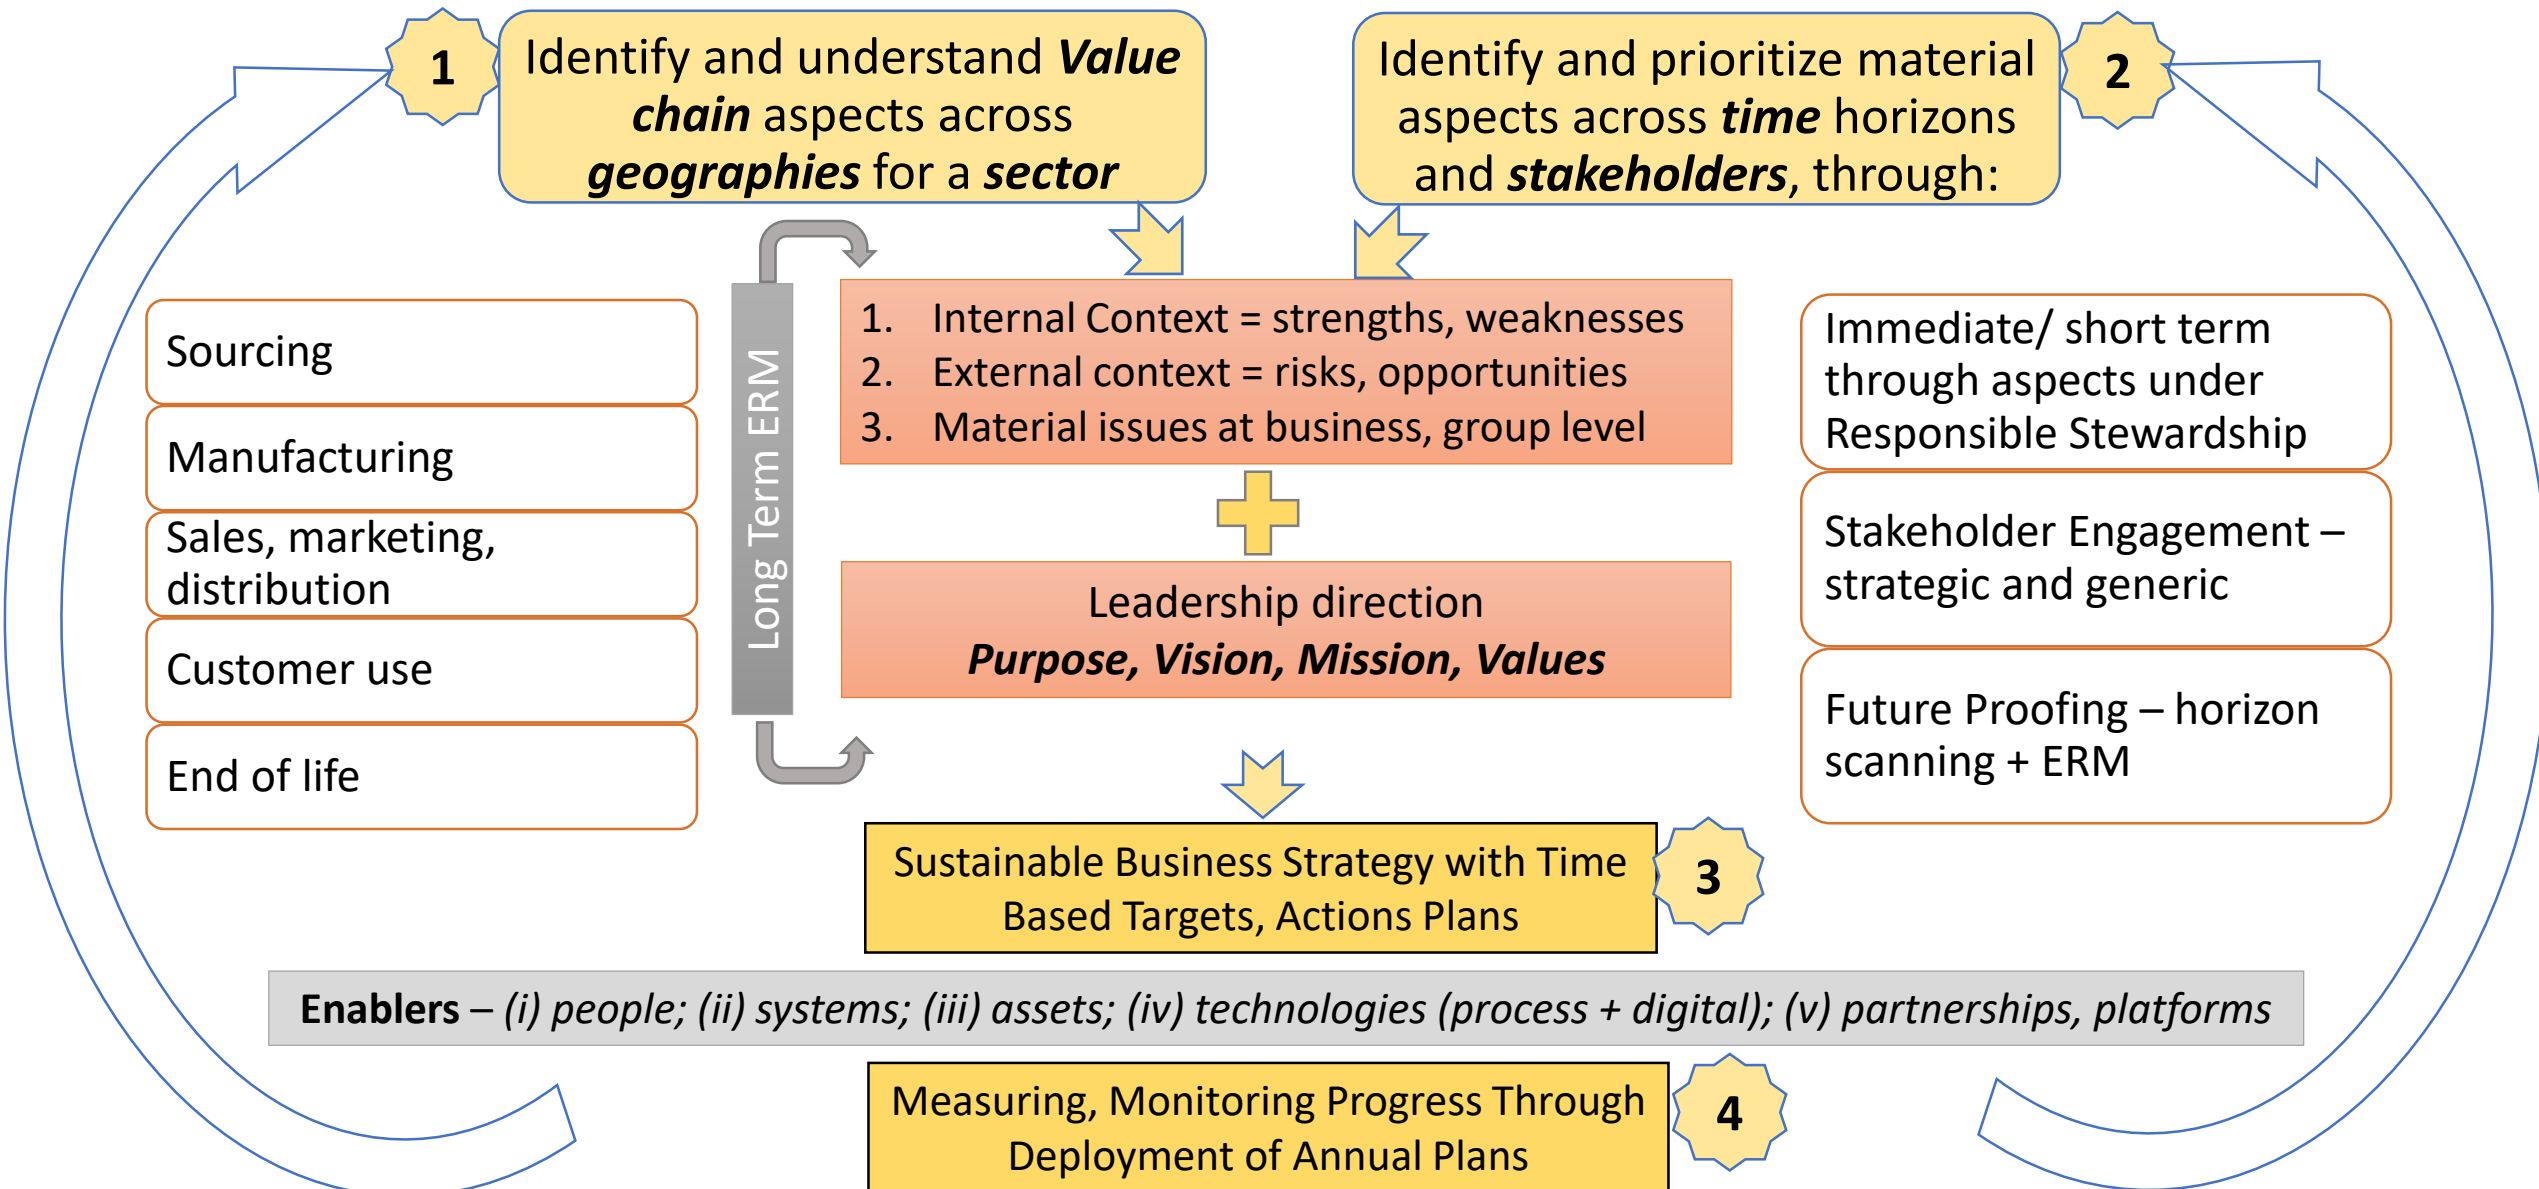 1
Identify and understand Value
chain aspects across
geographies for a sector
Identify and prioritize material
aspects across time horizons
and stakeholders, through:
2
Sourcing
Manufacturing
Sales, marketing,
distribution
Customer use
End of life
Long Term ERM
1. Internal Context = strengths, weaknesses
2. External context = risks, opportunities
3. Material issues at business, group level
Leadership direction
Purpose, Vision, Mission, Values
Immediate/ short term
through aspects under
Responsible Stewardship
Stakeholder Engagement –
strategic and generic
Future Proofing – horizon
scanning + ERM
Sustainable Business Strategy with Time
Based Targets, Actions Plans
3
Enablers – (i) people; (ii) systems; (iii) assets; (iv) technologies (process + digital); (v) partnerships, platforms
Measuring, Monitoring Progress Through
Deployment of Annual Plans
4